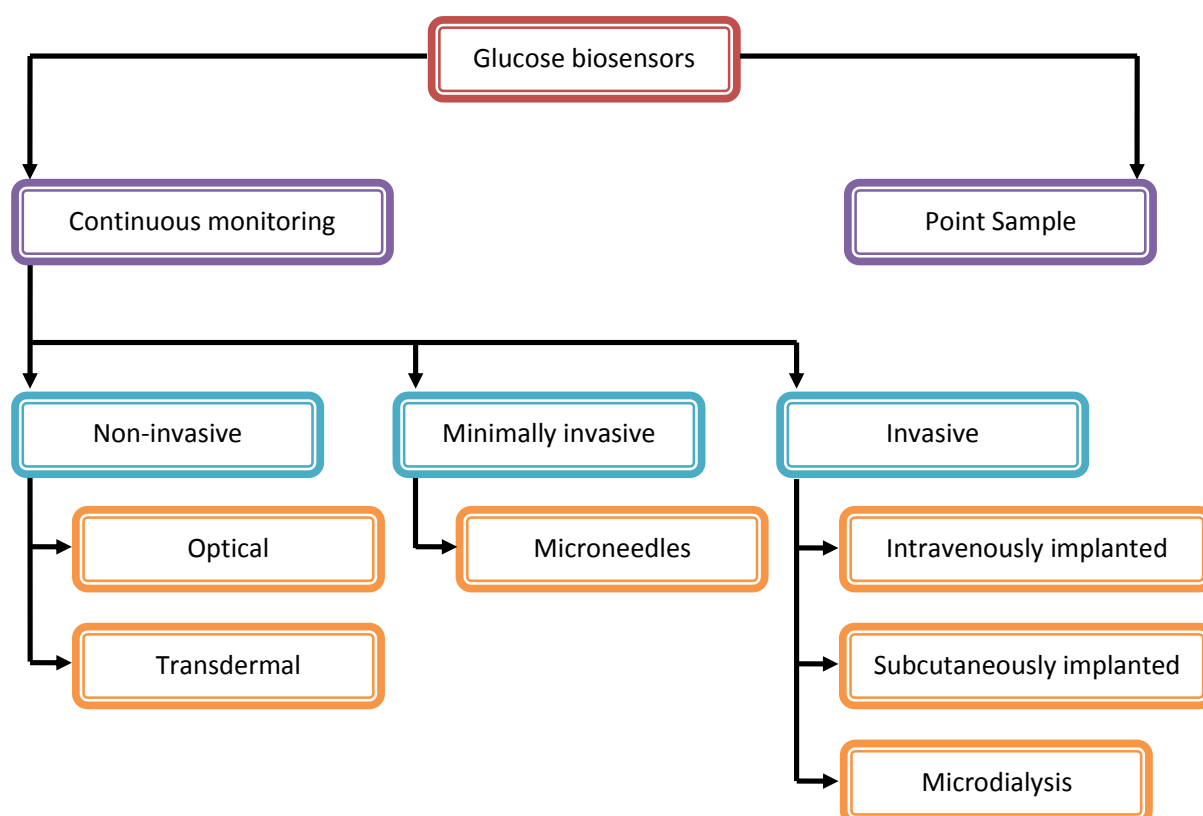 Glucose biosensors
Continuous monitoring
Point Sample
Non-invasive
Minimally invasive
Invasive
Optical
Microneedles
Intravenously implanted
Transdermal
Subcutaneously implanted
Microdialysis